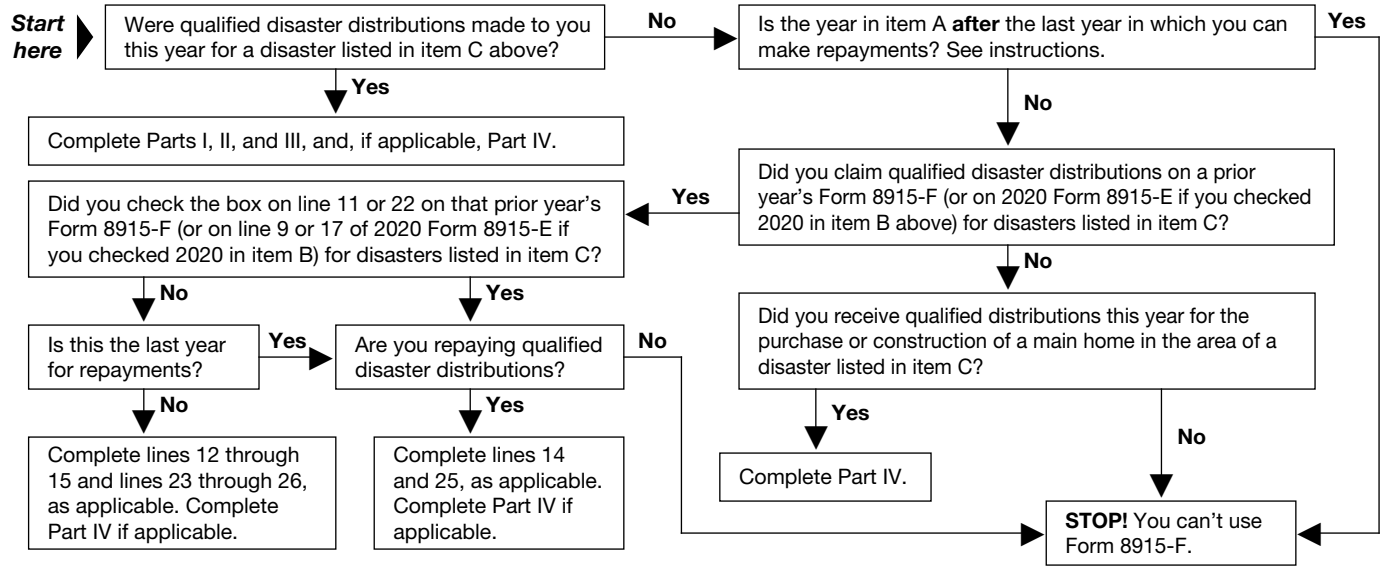 Start
here
Were qualified disaster distributions made to you
this year for a disaster listed in item C above?
No
Is the year in item A after the last year in which you can
make repayments? See instructions.
Yes
Yes
No
Complete Parts I, II, and III, and, if applicable, Part IV.
Did you claim qualified disaster distributions on a prior
year's Form 8915-F (or on 2020 Form 8915-E if you checked
2020 in item B above) for disasters listed in item C?
Yes
Did you check the box on line 11 or 22 on that prior year's
Form 8915-F (or on line 9 or 17 of 2020 Form 8915-E if
you checked 2020 in item B) for disasters listed in item C?
No
No
Yes
Did you receive qualified distributions this year for the
purchase or construction of a main home in the area of a
disaster listed in item C?
Is this the last year
for repayments?
Yes
Are you repaying qualified
disaster distributions?
No
No
Yes
Yes
No
Complete lines 12 through
15 and lines 23 through 26,
as applicable. Complete
Part IV if applicable.
Complete lines 14
and 25, as applicable.
Complete Part IV if
applicable.
Complete Part IV.
STOP! You can't use
Form 8915-F.